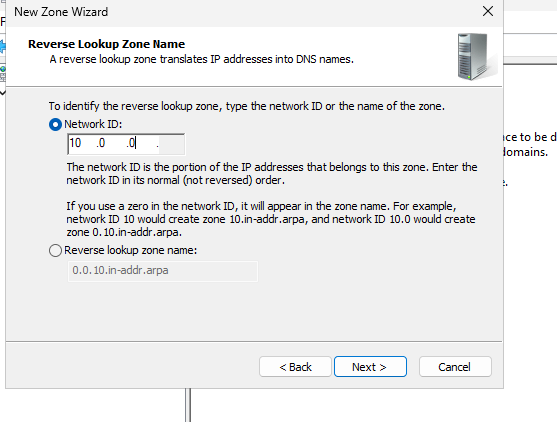 New Zone Wizard
Reverse Lookup Zone Name
A reverse lookup zone translates IP addresses into DNS names.
To identify the reverse lookup zone, type the network ID or the name of the zone.
Network ID:
10 .0 .0 .
The network ID is the portion of the IP addresses that belongs to this zone. Enter the
network ID in its normal (not reversed) order.
If you use a zero in the network ID, it will appear in the zone name. For example,
network ID 10 would create zone 10.in-addr.arpa, and network ID 10.0 would create
zone 0.10.in-addr.arpa.
Reverse lookup zone name:
0.0.10.in-addr.arpa
< Back
Next >
Cancel
to be d
domains.